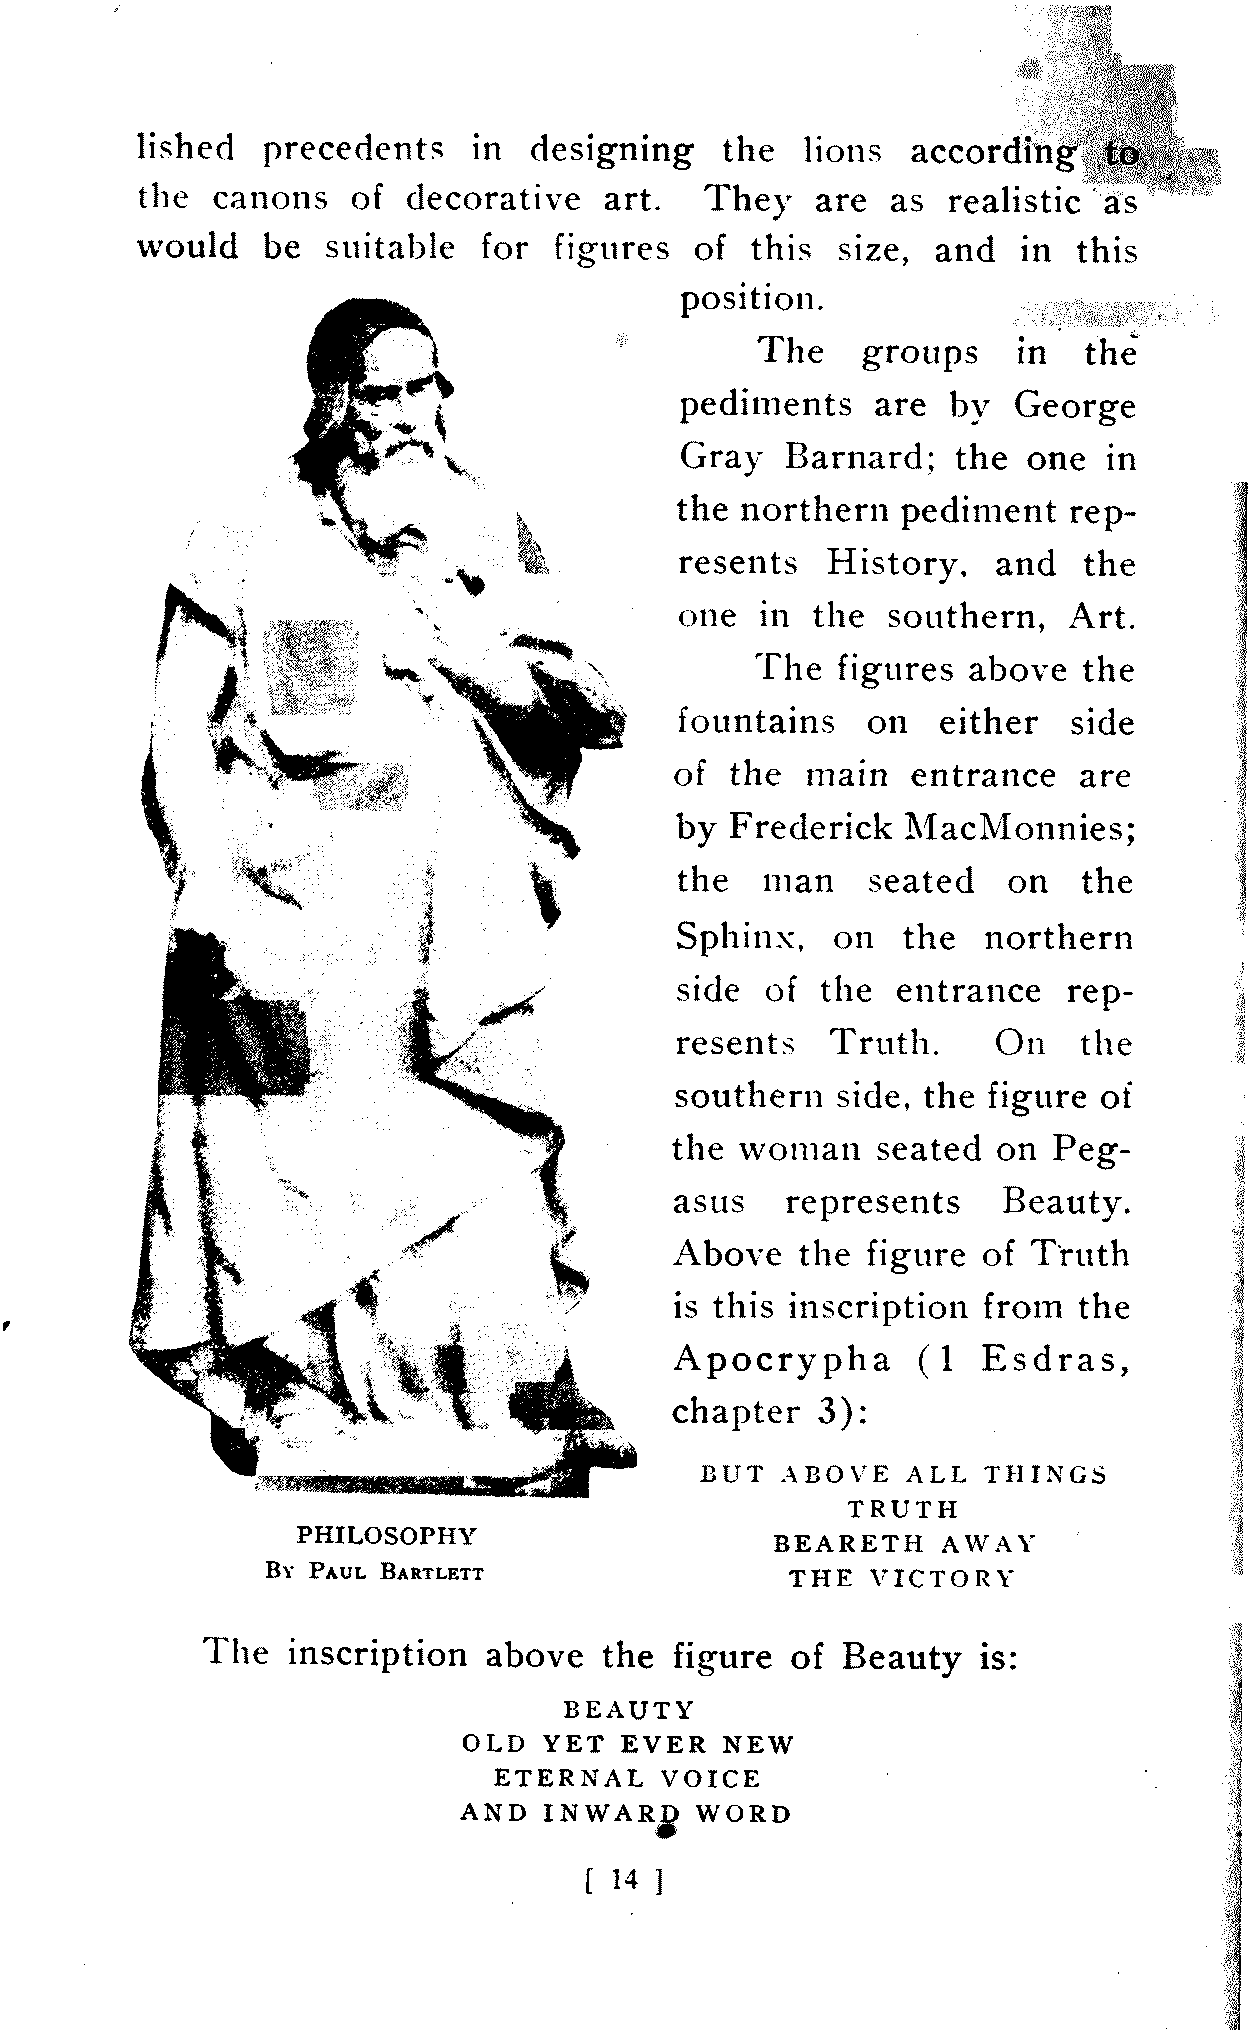 lished precedents in designing the lions according to
the canons of decorative art. They are as realistic as
would be suitable for figures of this size, and in this
position.
The groups in the
pediments are by George
Gray Barnard; the one in
the northern pediment rep-
resents History, and the
one in the southern, Art.
The figures above the
fountains on either side
of the main entrance are
by Frederick MacMonnies;
the man seated on the
Sphinx, on the northern
side of the entrance rep-
resents Truth. On the
southern side, the figure of
the woman seated on Peg-
asus represents Beauty.
Above the figure of Truth
is this inscription from the
Apocrypha (1 Esdras,
chapter 3):
BUT ABOVE ALL THINGS
TRUTH
BEARETH AWAY
THE VICTORY
PHILOSOPHY
By Paul Bartlett
The inscription above the figure of Beauty is:
BEAUTY
OLD YET EVER NEW
ETERNAL VOICE
AND INWARD WORD
[ 14 ]